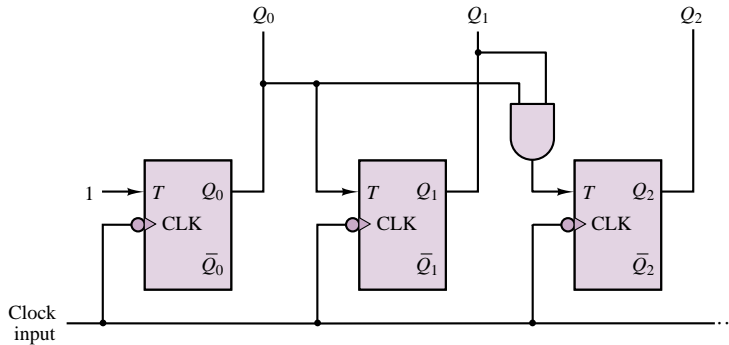 Q0 Q1 Q2
1 T Q0 T Q1 T Q2
CLK CLK CLK
Q̅0 Q̅1 Q̅2
Clock
input